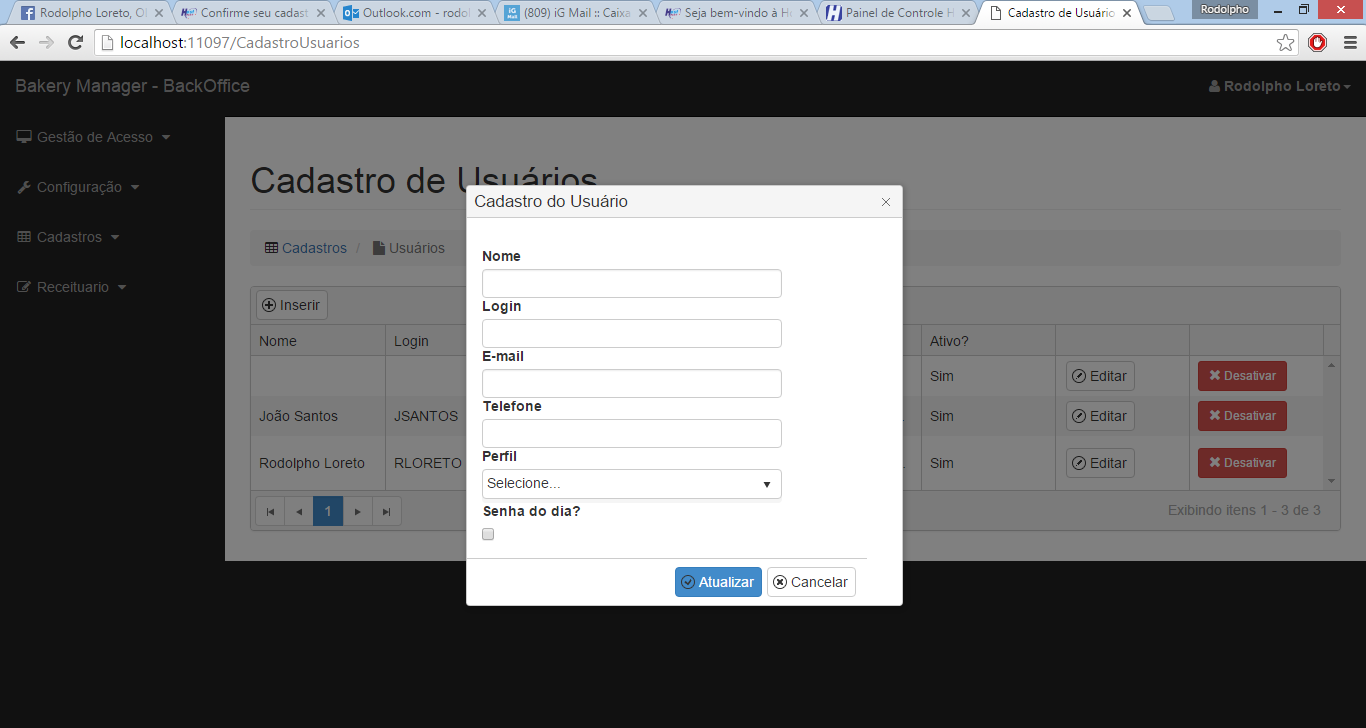 Rodolpho Loreto, O
Confirme seu cadast
Outlook.com - rodol
(809) iG Mail :: Caixa
Seja bem-vindo à Ho
Painel de Controle H
Cadastro de Usuário
Rodolpho
localhost:11097/CadastroUsuarios
Bakery Manager - BackOffice
Rodolpho Loreto
Gestão de Acesso
Configuração
Cadastros
Receituario
Cadastro de Usuários
Cadastros / Usuários
Inserir
Nome Login Ativo?
Sim Editar Desativar
João Santos JSANTOS Sim Editar Desativar
Rodolpho Loreto RLORETO Sim Editar Desativar
1
Exibindo itens 1 - 3 de 3
Cadastro do Usuário
Nome
Login
E-mail
Telefone
Perfil
Selecione...
Senha do dia?
Atualizar Cancelar